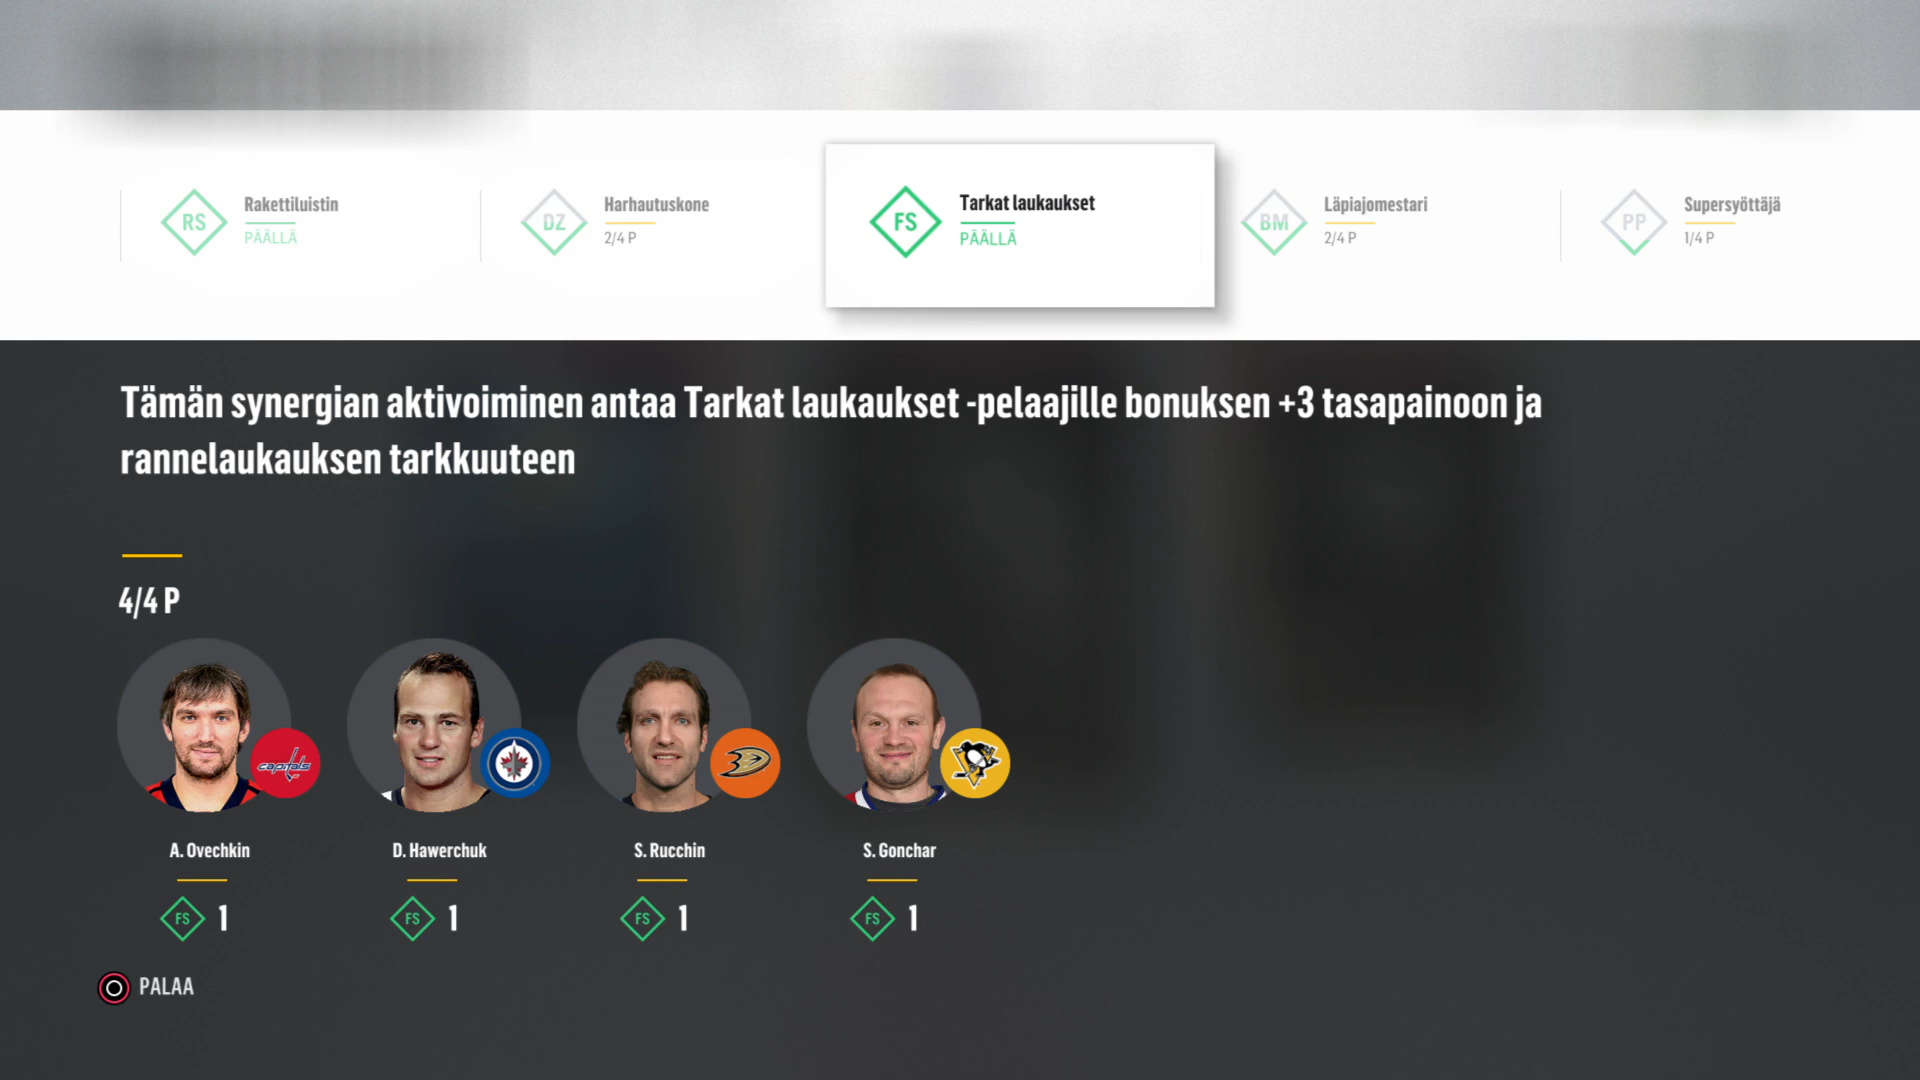 RS Rakettiluistin
PÄÄLLÄ
DZ Harhautuskone
2/4 P
FS Tarkat laukaukset
PÄÄLLÄ
BM Läpiajomestari
2/4 P
PP Supersyöttäjä
1/4 P
Tämän synergian aktivoiminen antaa Tarkat laukaukset -pelaajille bonuksen +3 tasapainoon ja
rannelaukauksen tarkkuuteen
4/4 P
capitals
A. Ovechkin
FS 1
D. Hawerchuk
FS 1
S. Rucchin
FS 1
S. Gonchar
FS 1
PALAA